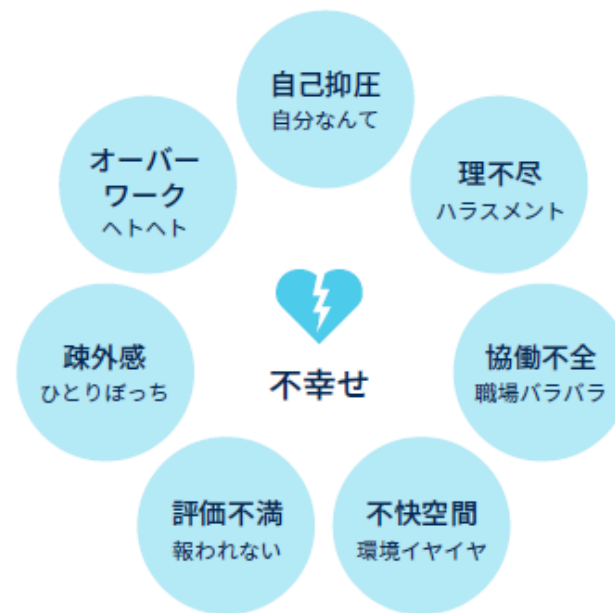 自己抑圧
自分なんて
理不尽
ハラスメント
協働不全
職場バラバラ
不快空間
環境イヤイヤ
評価不満
報われない
疎外感
ひとりぼっち
オーバー
ワーク
ヘトヘト
不幸せ